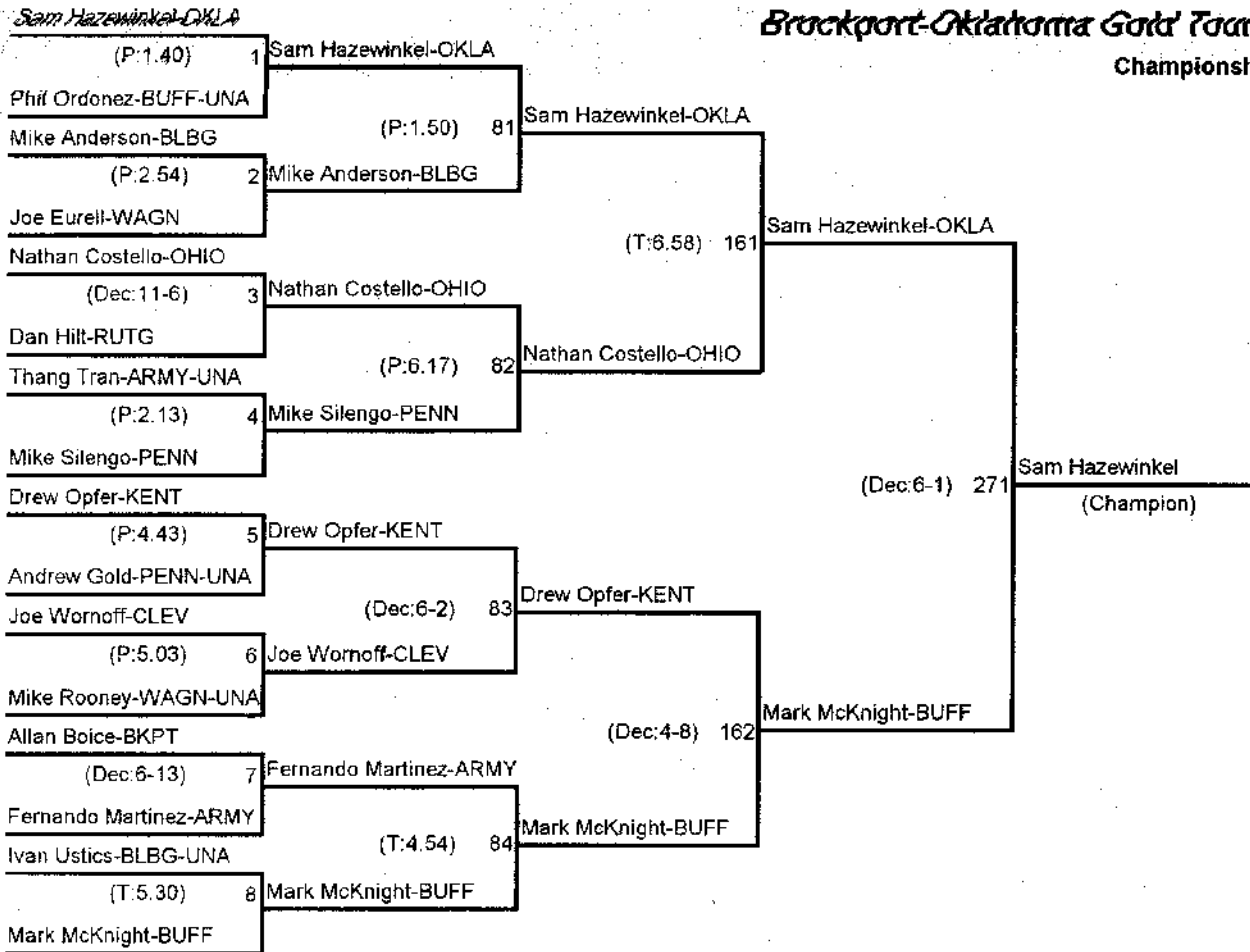 Brockport-Oklahoma Gold Tour
Championsh
Sam Hazewinkel-OKLA
(P:1.40) 1
Phil Ordonez-BUFF-UNA
Sam Hazewinkel-OKLA
Mike Anderson-BLBG
(P:2.54) 2
Joe Eurell-WAGN
Mike Anderson-BLBG
(P:1.50) 81
Sam Hazewinkel-OKLA
Nathan Costello-OHIO
(Dec:11-6) 3
Dan Hilt-RUTG
Nathan Costello-OHIO
Thang Tran-ARMY-UNA
(P:2.13) 4
Mike Silengo-PENN
Mike Silengo-PENN
(P:6.17) 82
Nathan Costello-OHIO
(T:6.58) 161
Sam Hazewinkel-OKLA
Drew Opfer-KENT
(P:4.43) 5
Andrew Gold-PENN-UNA
Drew Opfer-KENT
Joe Wornoff-CLEV
(P:5.03) 6
Mike Rooney-WAGN-UNA
Joe Wornoff-CLEV
(Dec:6-2) 83
Drew Opfer-KENT
Allan Boice-BKPT
(Dec:6-13) 7
Fernando Martinez-ARMY
Fernando Martinez-ARMY
Ivan Ustics-BLBG-UNA
(T:5.30) 8
Mark McKnight-BUFF
Mark McKnight-BUFF
(T:4.54) 84
Mark McKnight-BUFF
(Dec:4-8) 162
Mark McKnight-BUFF
(Dec:6-1) 271
Sam Hazewinkel
(Champion)